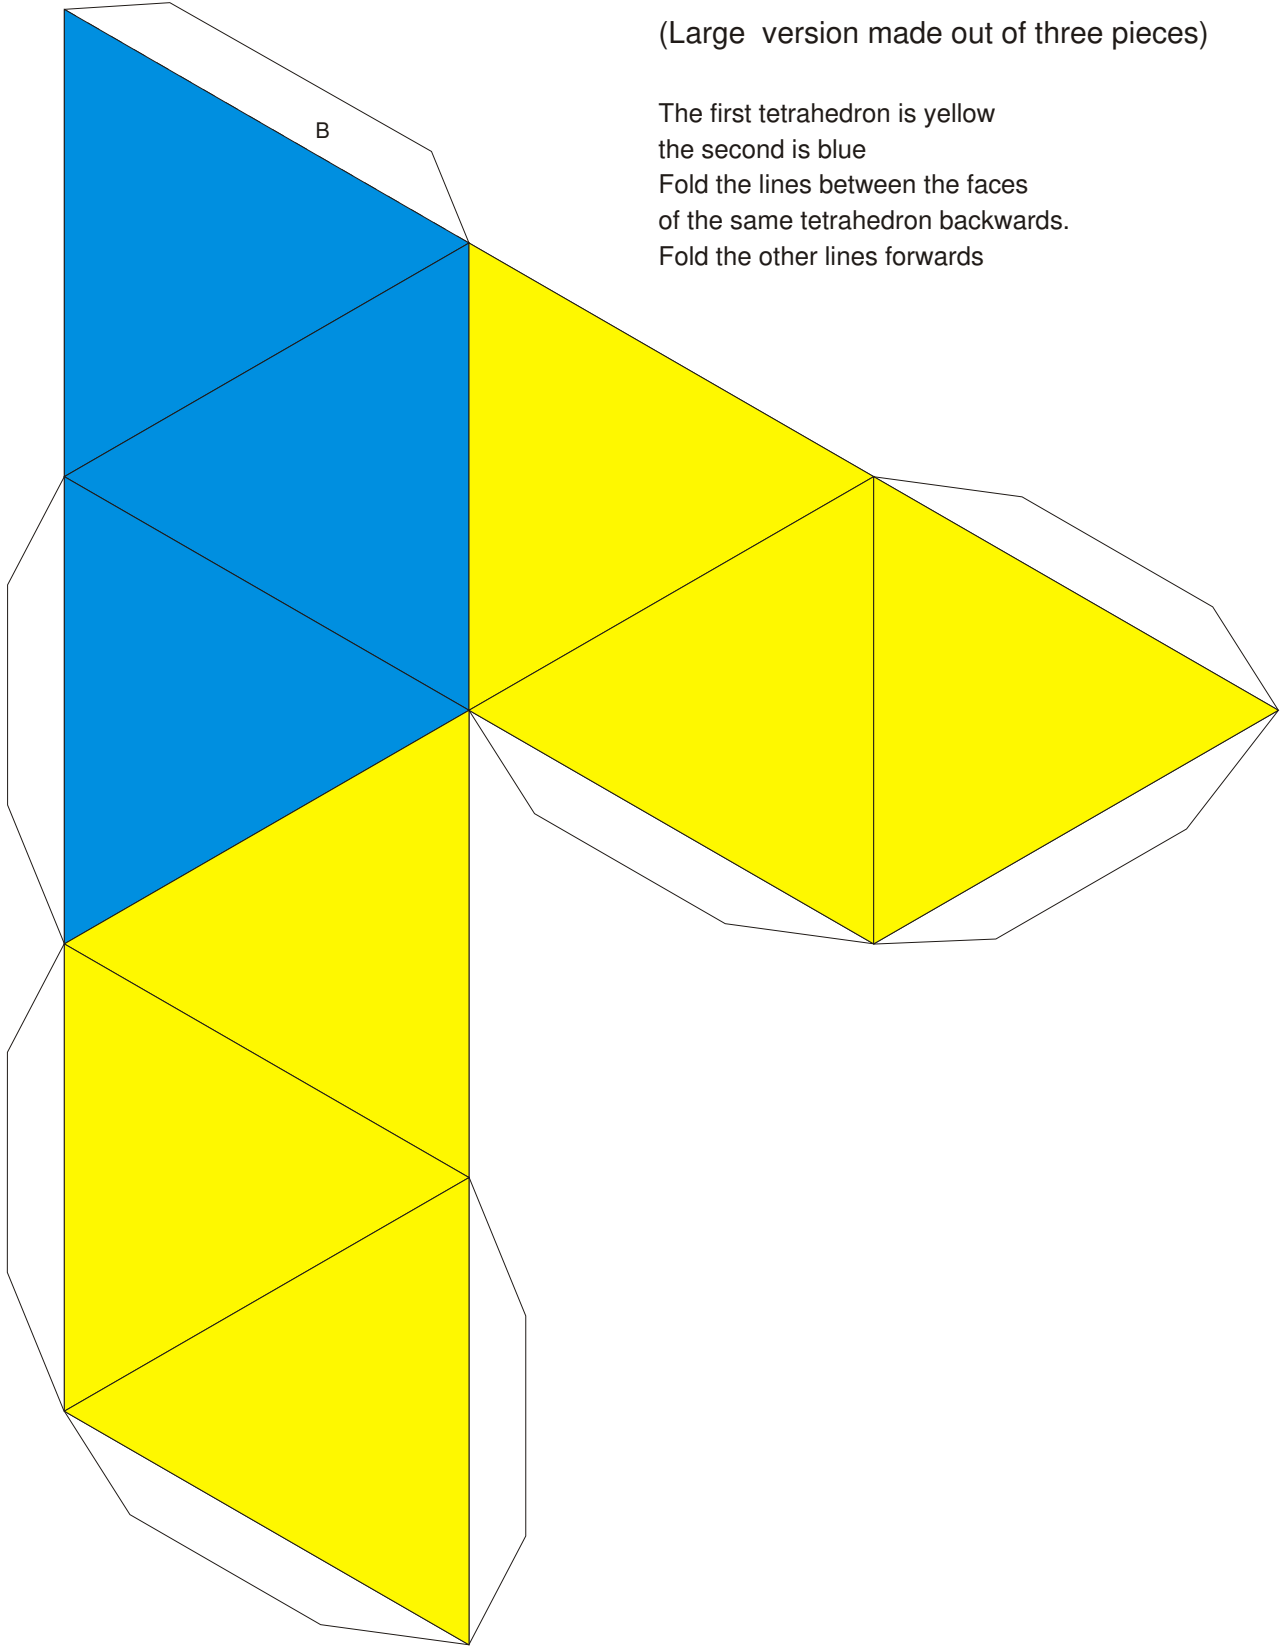 (Large version made out of three pieces)
The first tetrahedron is yellow
the second is blue
Fold the lines between the faces
of the same tetrahedron backwards.
Fold the other lines forwards
B